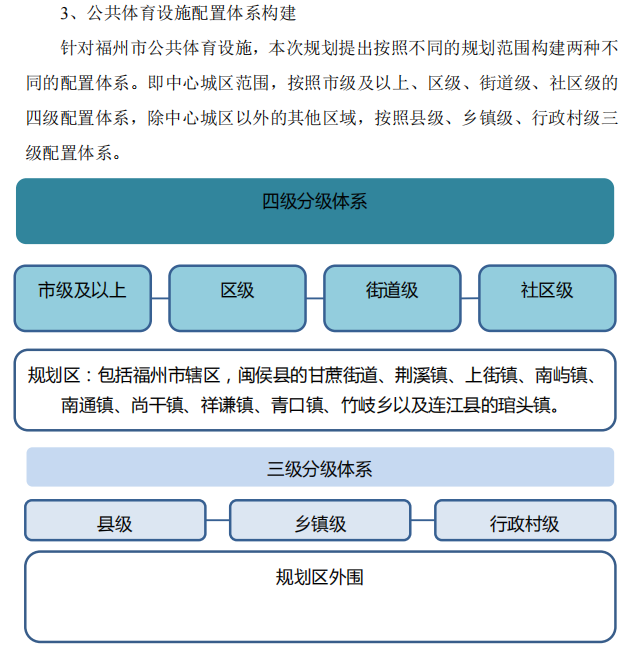 3、公共体育设施配置体系构建
针对福州市公共体育设施，本次规划提出按照不同的规划范围构建两种不
同的配置体系。即中心城区范围，按照市级及以上、区级、街道级、社区级的
四级配置体系，除中心城区以外的其他区域，按照县级、乡镇级、行政村级三
级配置体系。
四级分级体系
市级及以上 区级 街道级 社区级
规划区：包括福州市辖区，闽侯县的甘蔗街道、荆溪镇、上街镇、南屿镇、
南通镇、尚干镇、祥谦镇、青口镇、竹岐乡以及连江县的琯头镇。
三级分级体系
县级 乡镇级 行政村级
规划区外围